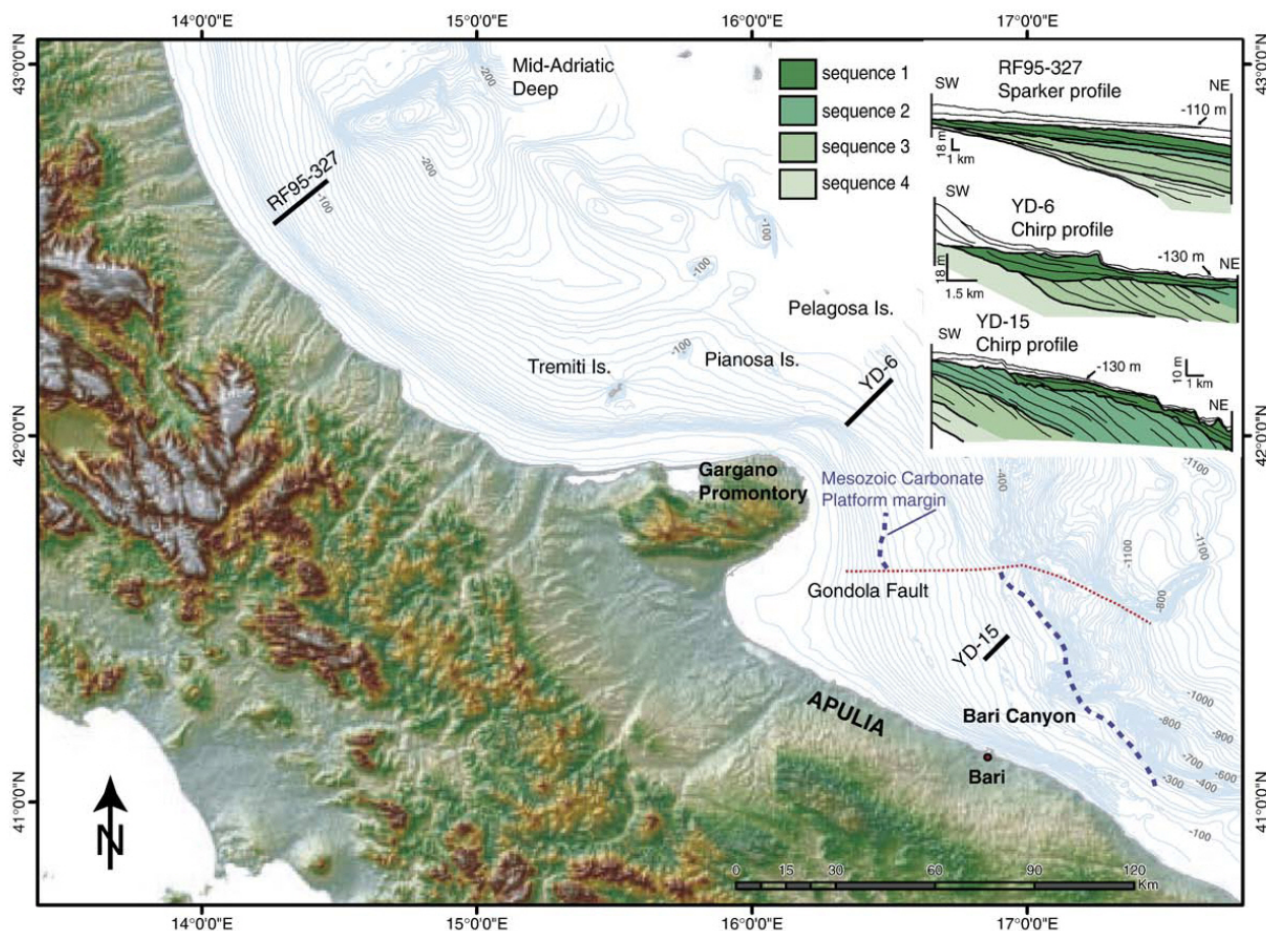 14°0'0"E 15°0'0"E 16°0'0"E 17°0'0"E
43°0'0"N
43°0'0"N
Mid-Adriatic
Deep
-200
-200
RF95-327
-100
-100
-100
sequence 1
sequence 2
sequence 3
sequence 4
RF95-327
Sparker profile
SW
NE
-110 m
18 m
1 km
YD-6
Chirp profile
SW
NE
-130 m
18 m
1.5 km
YD-15
Chirp profile
SW
NE
-130 m
10 m
1 km
Pelagosa Is.
Tremiti Is.
-100
Pianosa Is.
YD-6
42°0'0"N
42°0'0"N
Gargano
Promontory
Mesozoic Carbonate
Platform margin
-400
-1100
-1100
-1100
-800
Gondola Fault
YD-15
APULIA
Bari Canyon
Bari
-1000
-800
-900
-700
-600
-300
-400
-100
41°0'0"N
41°0'0"N
N
0 15 30 60 90 120
Km
14°0'0"E 15°0'0"E 16°0'0"E 17°0'0"E